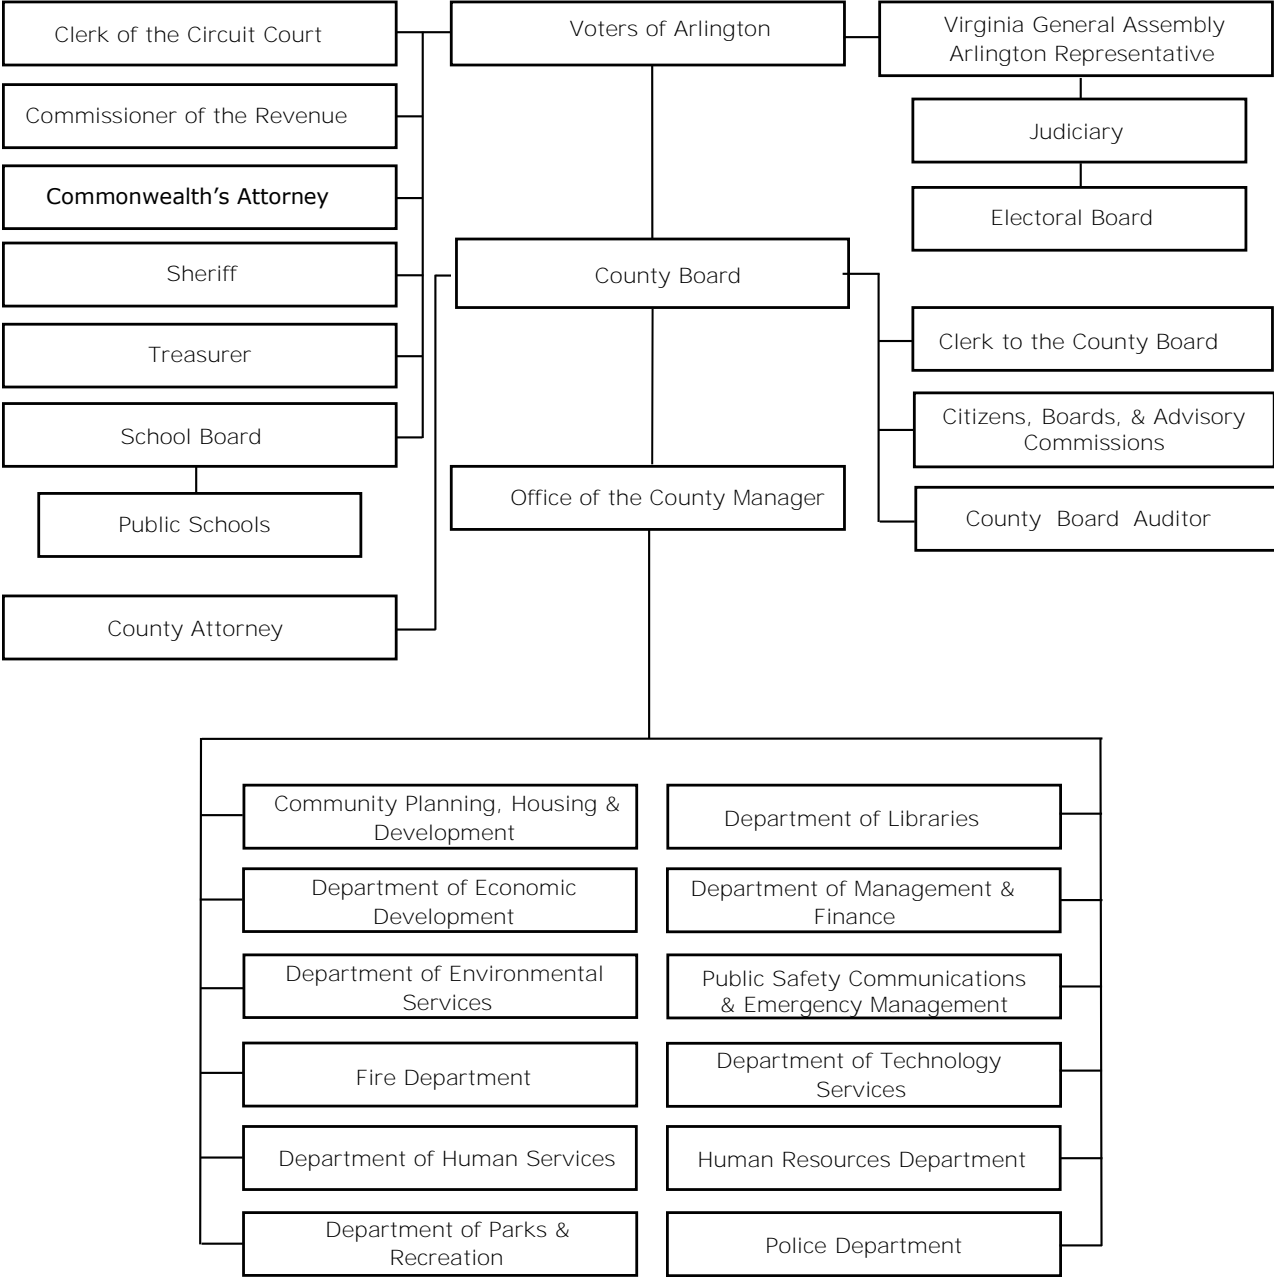 Clerk of the Circuit Court
Voters of Arlington
Virginia General Assembly
Arlington Representative
Commissioner of the Revenue
Judiciary
Commonwealth’s Attorney
Electoral Board
Sheriff
County Board
Treasurer
Clerk to the County Board
School Board
Citizens, Boards, & Advisory
Commissions
Public Schools
Office of the County Manager
County Board Auditor
County Attorney
Community Planning, Housing &
Development
Department of Libraries
Department of Economic
Development
Department of Management &
Finance
Department of Environmental
Services
Public Safety Communications
& Emergency Management
Fire Department
Department of Technology
Services
Department of Human Services
Human Resources Department
Department of Parks &
Recreation
Police Department